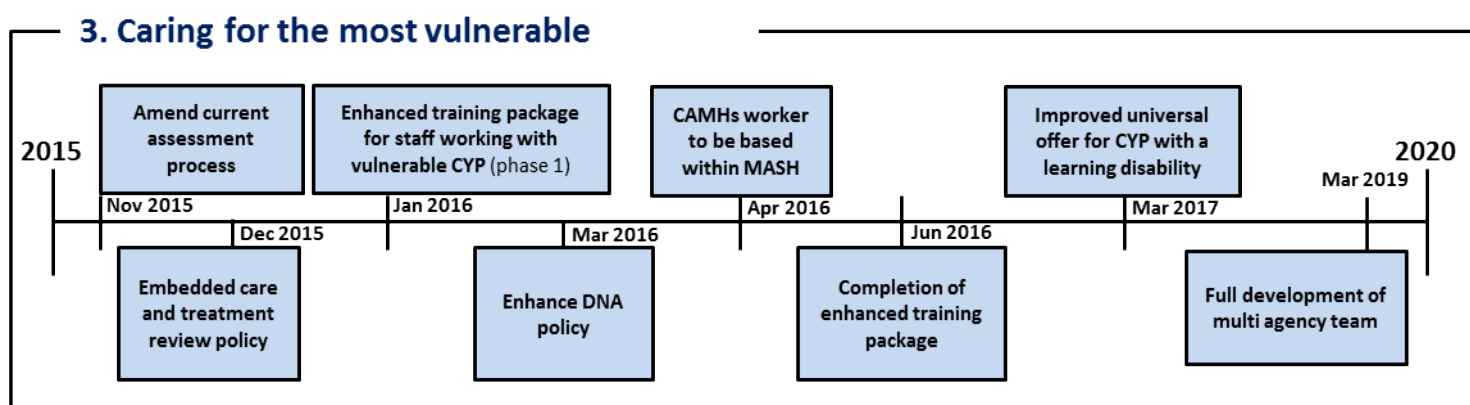 3. Caring for the most vulnerable
2015
Amend current
assessment
process
Nov 2015
Dec 2015
Embedded care
and treatment
review policy
Enhanced training package
for staff working with
vulnerable CYP (phase 1)
Jan 2016
Mar 2016
Enhance DNA
policy
CAMHs worker
to be based
within MASH
Apr 2016
Jun 2016
Completion of
enhanced training
package
Improved universal
offer for CYP with a
learning disability
Mar 2017
Mar 2019
Full development of
multi agency team
2020